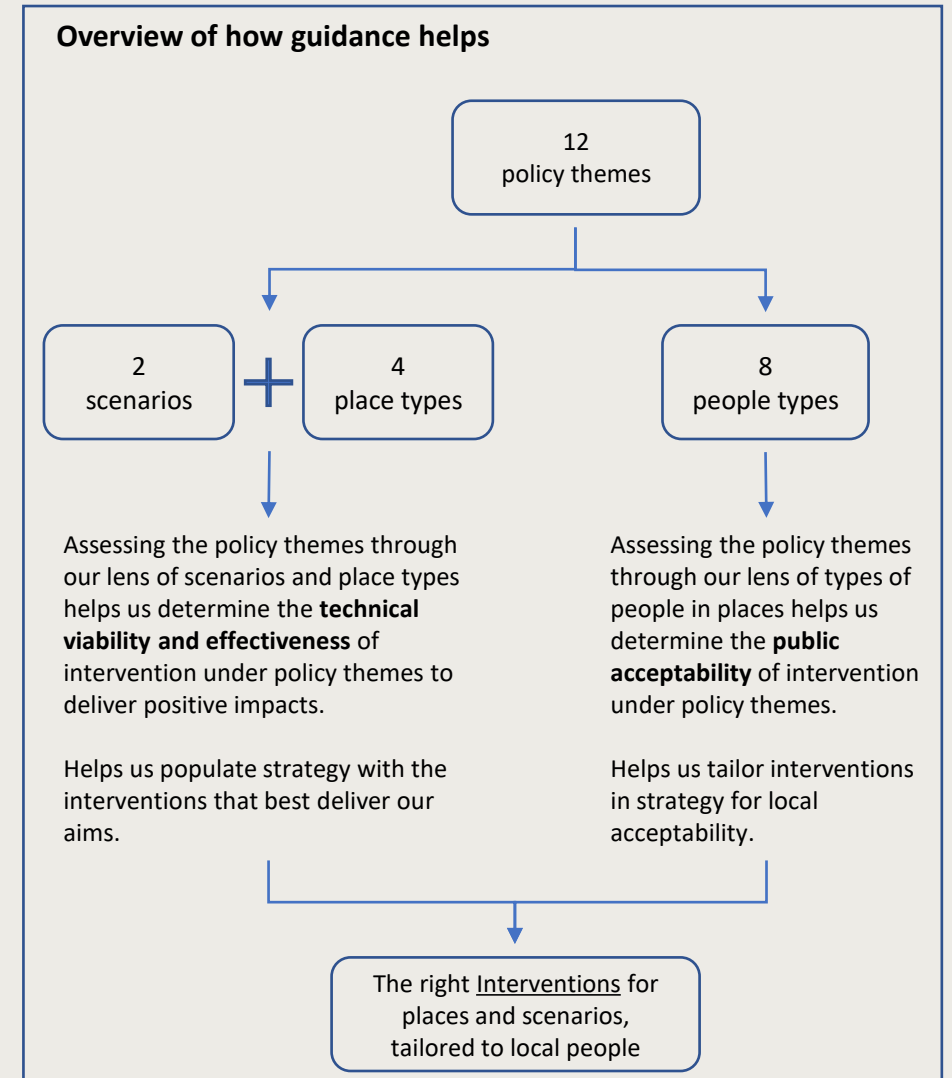 Overview of how guidance helps
12
policy themes
2
scenarios
4
place types
8
people types
Assessing the policy themes through
our lens of scenarios and place types
helps us determine the technical
viability and effectiveness of
intervention under policy themes to
deliver positive impacts.
Helps us populate strategy with the
interventions that best deliver our
aims.
Assessing the policy themes
through our lens of types of
people in places helps us
determine the public
acceptability of intervention
under policy themes.
Helps us tailor interventions
in strategy for local
acceptability.
The right Interventions for
places and scenarios,
tailored to local people